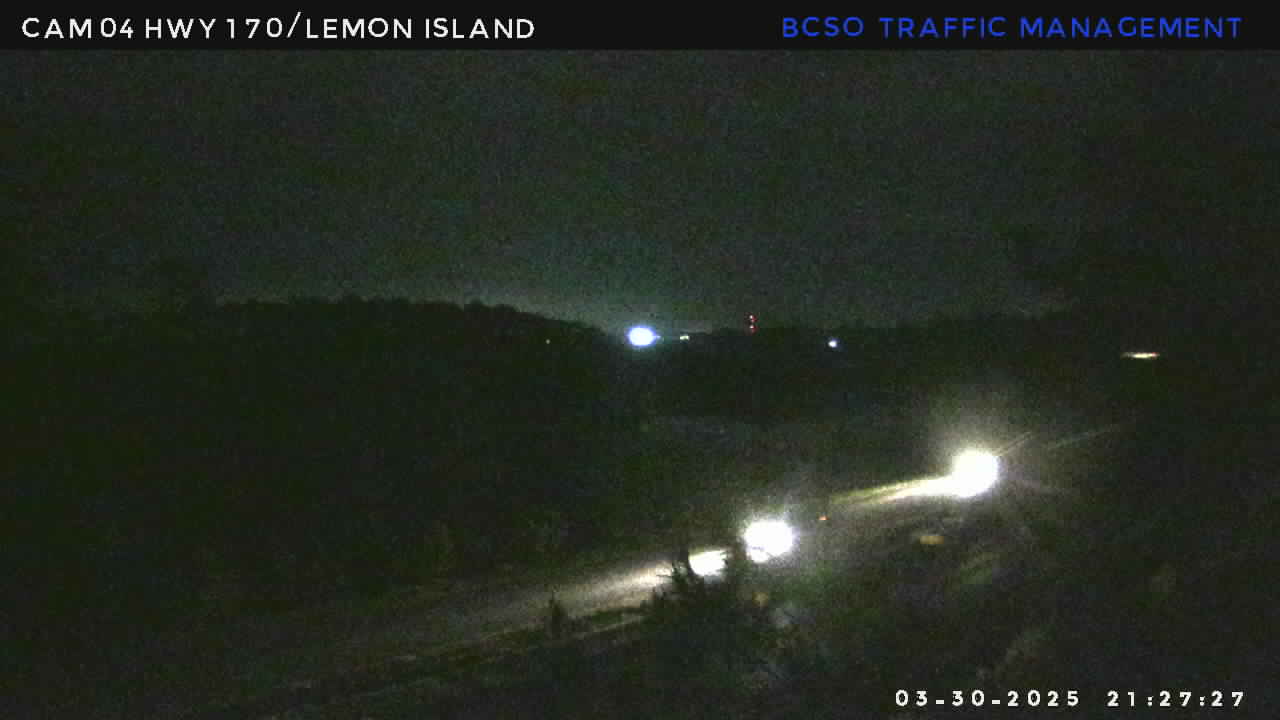 CAM04 HWY 170/LEMON ISLAND
BCSO TRAFFIC MANAGEMENT
03-30-2025 21:27:27